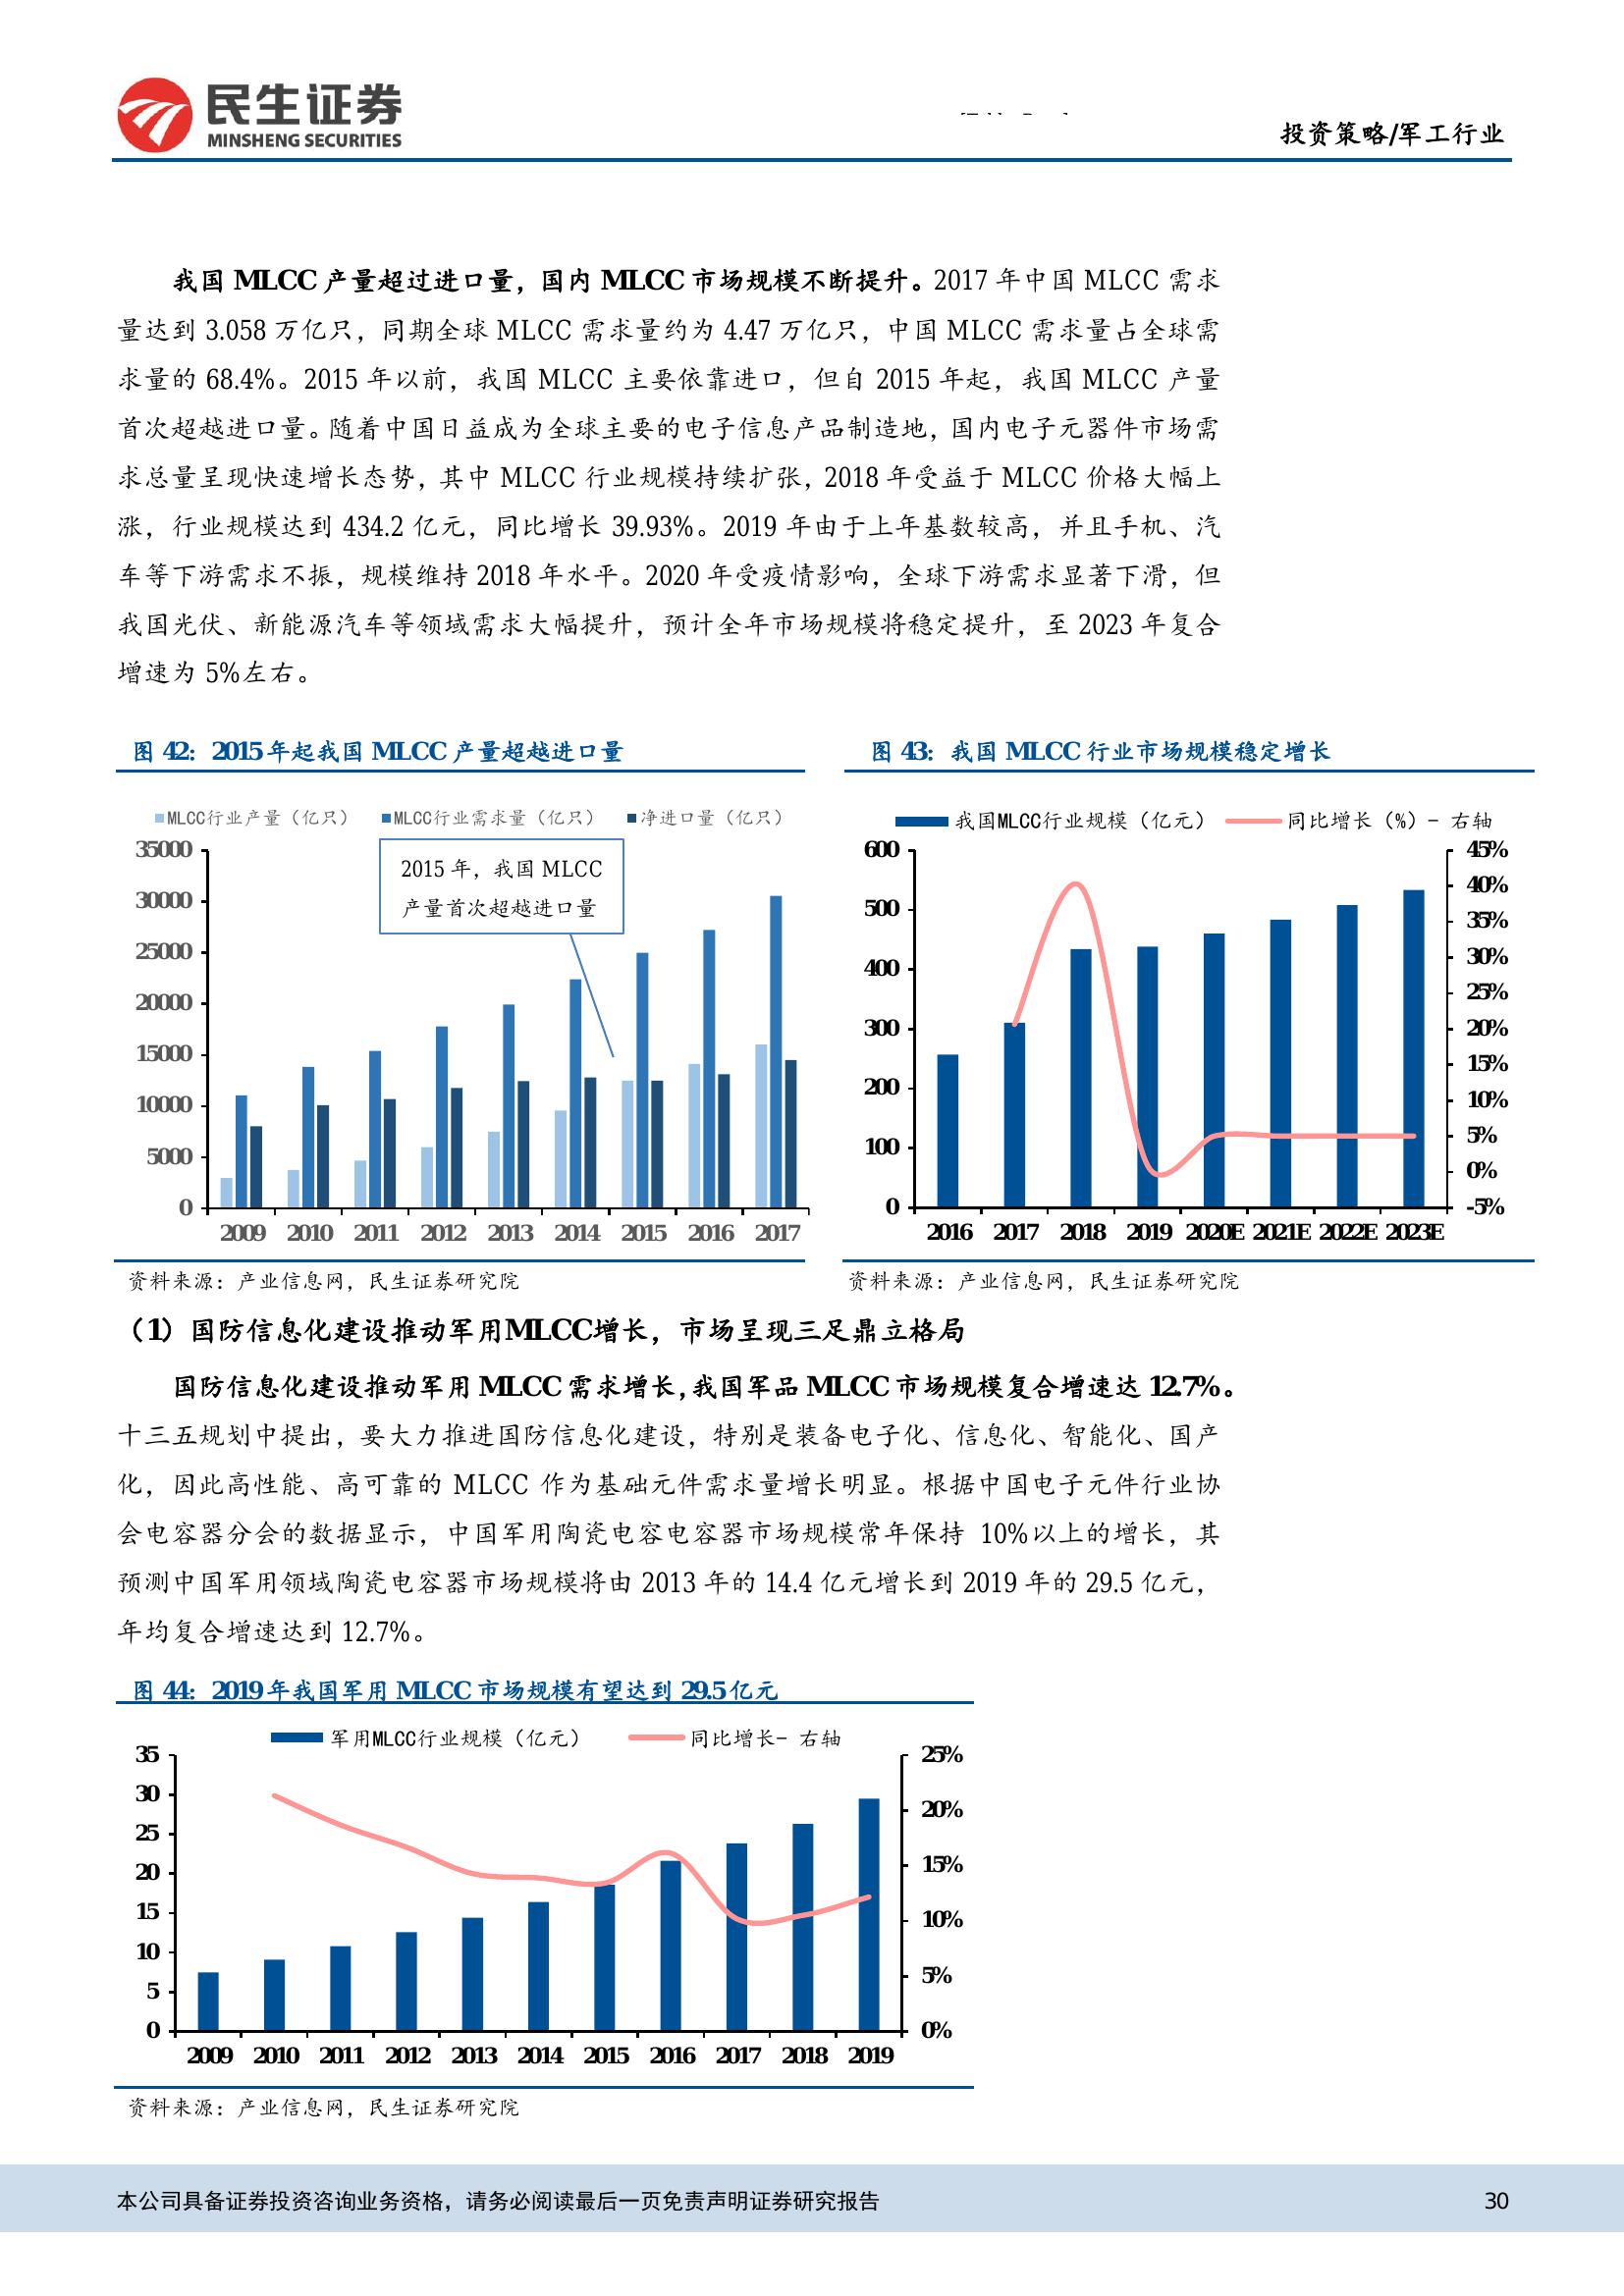 民生证券
MINSHENG SECURITIES
投资策略/军工行业
我国 MLCC 产量超过进口量，国内 MLCC 市场规模不断提升。2017 年中国 MLCC 需求
量达到 3.058 万亿只，同期全球 MLCC 需求量约为 4.47 万亿只，中国 MLCC 需求量占全球需
求量的 68.4%。2015 年以前，我国 MLCC 主要依靠进口，但自 2015 年起，我国 MLCC 产量
首次超越进口量。随着中国日益成为全球主要的电子信息产品制造地，国内电子元器件市场需
求总量呈现快速增长态势，其中 MLCC 行业规模持续扩张，2018 年受益于 MLCC 价格大幅上
涨，行业规模达到 434.2 亿元，同比增长 39.93%。2019 年由于上年基数较高，并且手机、汽
车等下游需求不振，规模维持 2018 年水平。2020 年受疫情影响，全球下游需求显著下滑，但
我国光伏、新能源汽车等领域需求大幅提升，预计全年市场规模将稳定提升，至 2023 年复合
增速为 5%左右。
图 42：2015 年起我国 MLCC 产量超越进口量
MLCC行业产量（亿只） MLCC行业需求量（亿只） 净进口量（亿只）
2015 年，我国 MLCC
产量首次超越进口量
35000
30000
25000
20000
15000
10000
5000
0
2009 2010 2011 2012 2013 2014 2015 2016 2017
资料来源：产业信息网，民生证券研究院
图 43：我国 MLCC 行业市场规模稳定增长
我国MLCC行业规模（亿元） 同比增长（%）- 右轴
600
500
400
300
200
100
0
45%
40%
35%
30%
25%
20%
15%
10%
5%
0%
-5%
2016 2017 2018 2019 2020E 2021E 2022E 2023E
资料来源：产业信息网，民生证券研究院
（1）国防信息化建设推动军用MLCC增长，市场呈现三足鼎立格局
国防信息化建设推动军用 MLCC 需求增长，我国军品 MLCC 市场规模复合增速达 12.7%。
十三五规划中提出，要大力推进国防信息化建设，特别是装备电子化、信息化、智能化、国产
化，因此高性能、高可靠的 MLCC 作为基础元件需求量增长明显。根据中国电子元件行业协
会电容器分会的数据显示，中国军用陶瓷电容电容器市场规模常年保持 10%以上的增长，其
预测中国军用领域陶瓷电容器市场规模将由 2013 年的 14.4 亿元增长到 2019 年的 29.5 亿元，
年均复合增速达到 12.7%。
图 44：2019 年我国军用 MLCC 市场规模有望达到 29.5 亿元
军用MLCC行业规模（亿元） 同比增长- 右轴
35
30
25
20
15
10
5
0
25%
20%
15%
10%
5%
0%
2009 2010 2011 2012 2013 2014 2015 2016 2017 2018 2019
资料来源：产业信息网，民生证券研究院
本公司具备证券投资咨询业务资格，请务必阅读最后一页免责声明证券研究报告 30